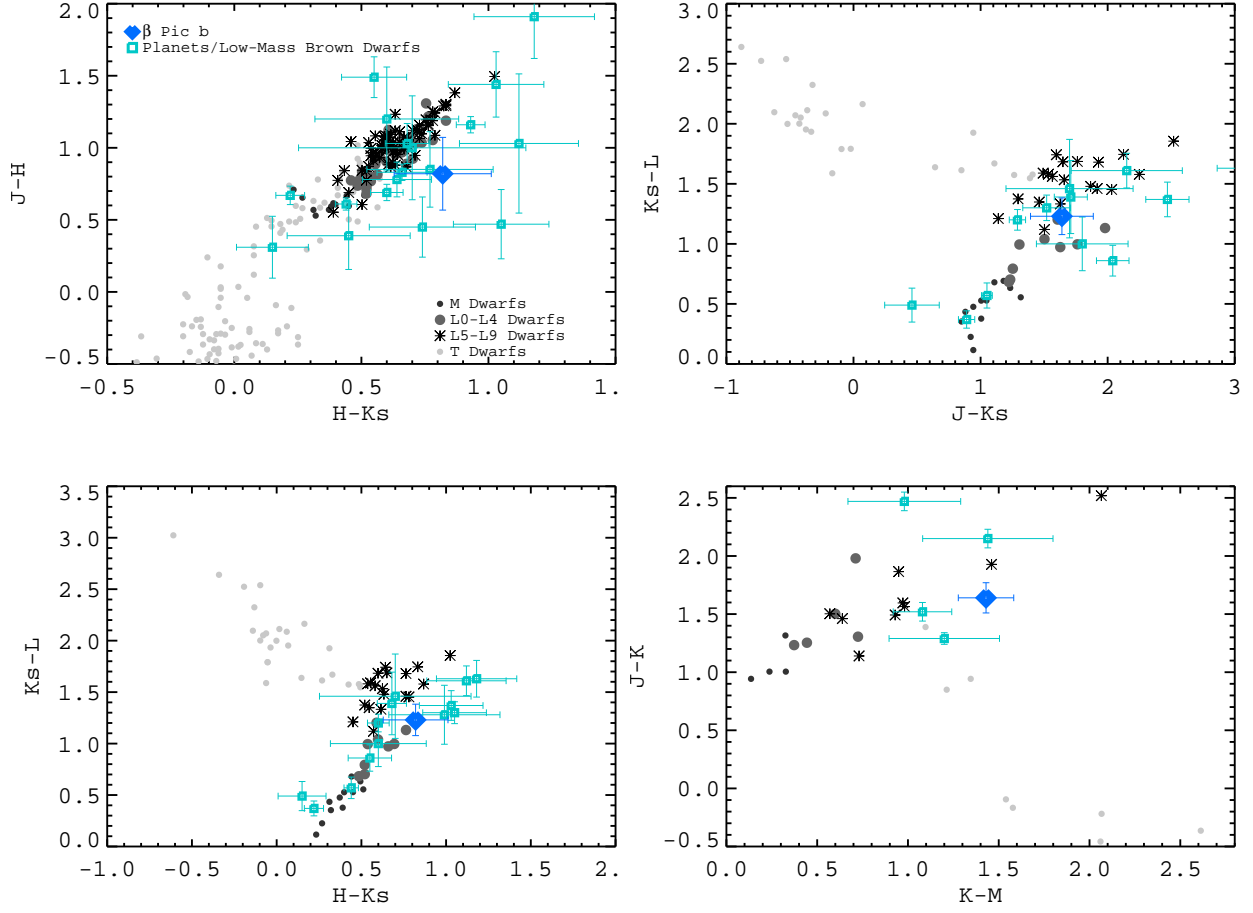 2.0
1.5
1.0
0.5
0.0
-0.5
J-H
β Pic b
Planets/Low-Mass Brown Dwarfs
M Dwarfs
L0-L4 Dwarfs
L5-L9 Dwarfs
T Dwarfs
-0.5 0.0 0.5 1.0 1.
H-Ks
3.0
2.5
2.0
1.5
1.0
0.5
0.0
Ks-L
-1 0 1 2 3
J-Ks
3.5
3.0
2.5
2.0
1.5
1.0
0.5
0.0
Ks-L
-1.0 -0.5 0.0 0.5 1.0 1.5 2.
H-Ks
2.5
2.0
1.5
1.0
0.5
0.0
-0.5
J-K
0.0 0.5 1.0 1.5 2.0 2.5
K-M